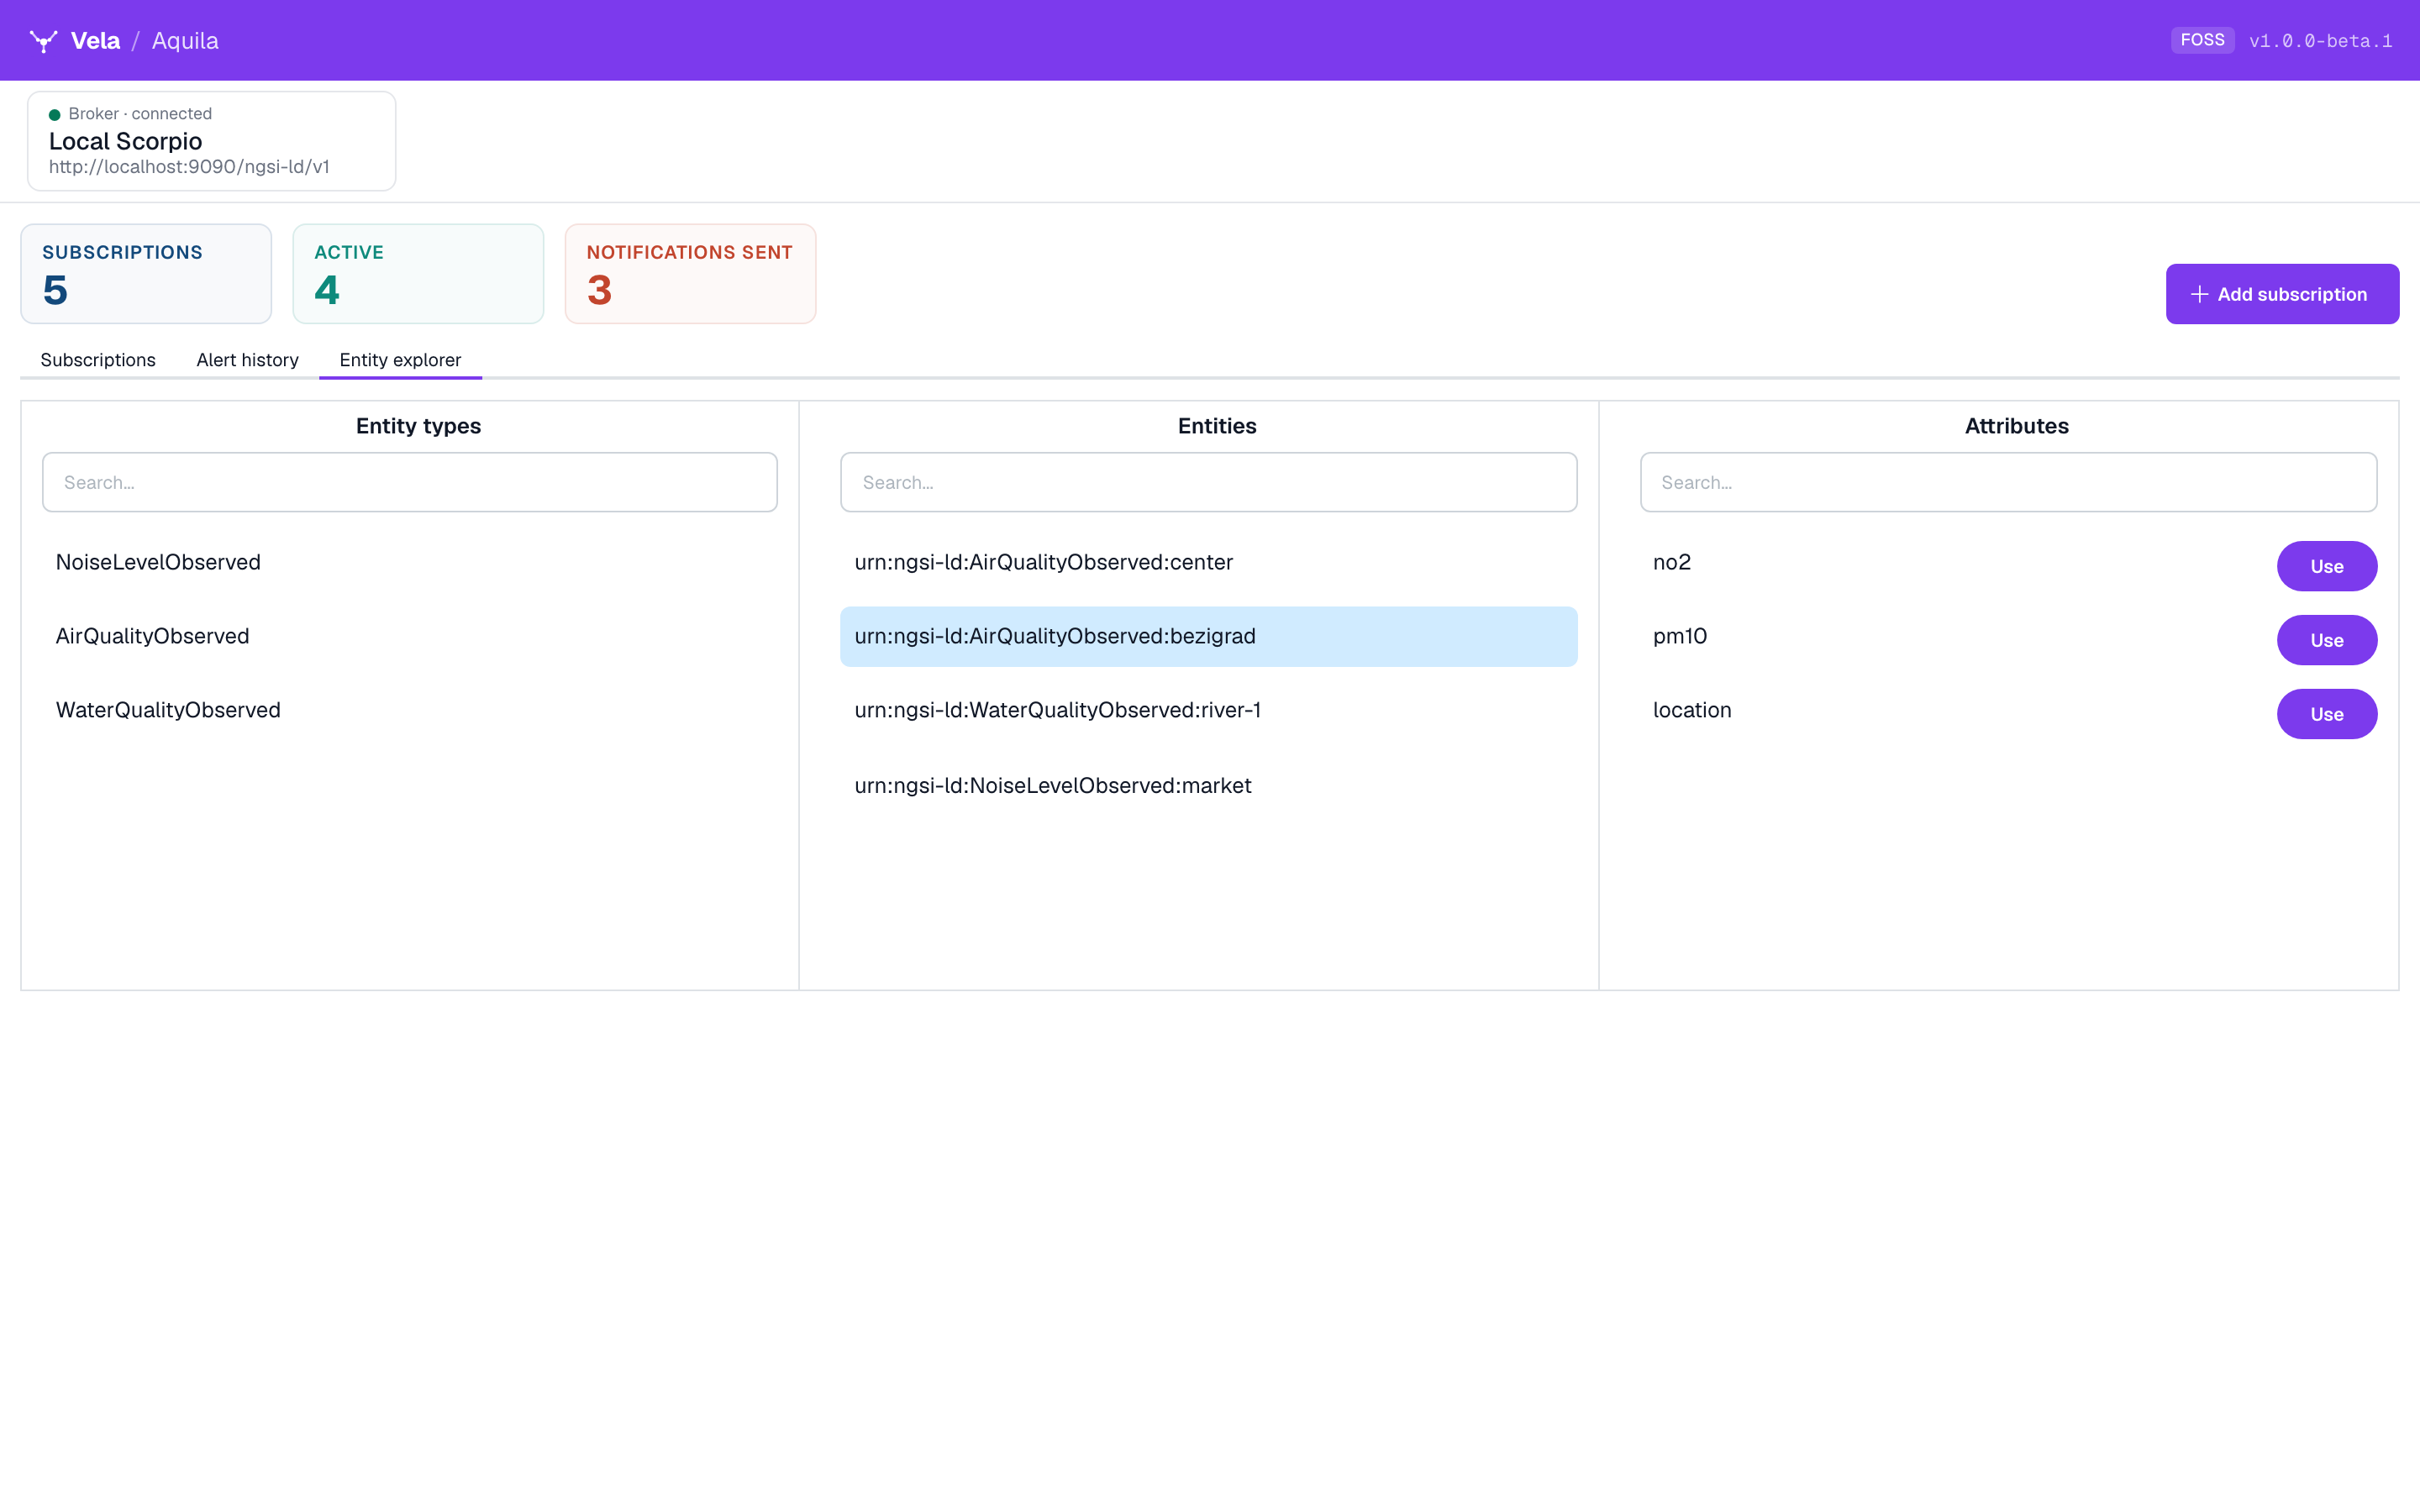 Vela / Aquila
FOSS v1.0.0-beta.1
Broker · connected
Local Scorpio
http://localhost:9090/ngsi-ld/v1
SUBSCRIPTIONS
5
ACTIVE
4
NOTIFICATIONS SENT
3
Add subscription
Subscriptions Alert history Entity explorer
Entity types
Search...
NoiseLevelObserved
AirQualityObserved
WaterQualityObserved
Entities
Search...
urn:ngsi-ld:AirQualityObserved:center
urn:ngsi-ld:AirQualityObserved:bezigrad
urn:ngsi-ld:WaterQualityObserved:river-1
urn:ngsi-ld:NoiseLevelObserved:market
Attributes
Search...
no2 Use
pm10 Use
location Use